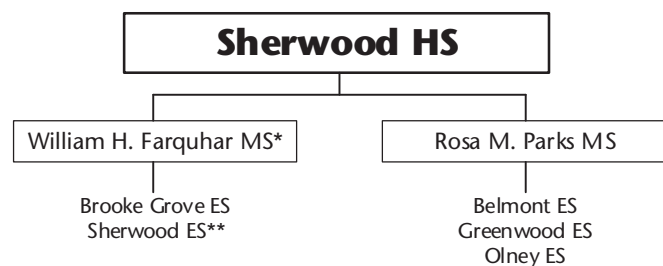 Sherwood HS
William H. Farquhar MS*
Rosa M. Parks MS
Brooke Grove ES
Sherwood ES**
Belmont ES
Greenwood ES
Olney ES